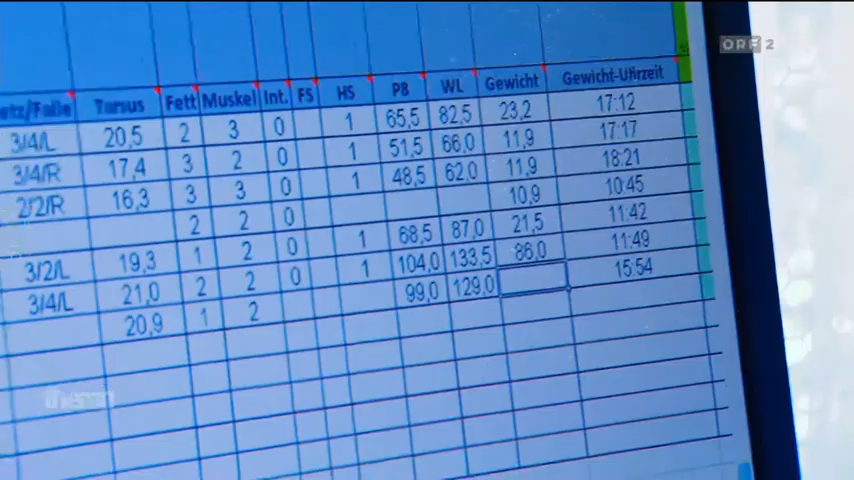 ORF 2
etz/Falle Tarsus Fett Muskel Int. FS HS P8 WL Gewicht Gewicht-Uhrzeit
3/4/L 20,5 2 3 0 1 65,5 82,5 23,2 17:12
3/4/R 17,4 3 2 0 1 51,5 66,0 11,9 17:17
2/2/R 16,3 3 3 0 1 48,5 62,0 11,9 18:21
2 2 0 10,9 10:45
3/2/L 19,3 1 2 0 1 68,5 87,0 21,5 11:42
3/4/L 21,0 2 2 0 1 104,0 133,5 86,0 11:49
20,9 1 2 99,0 129,0 15:54